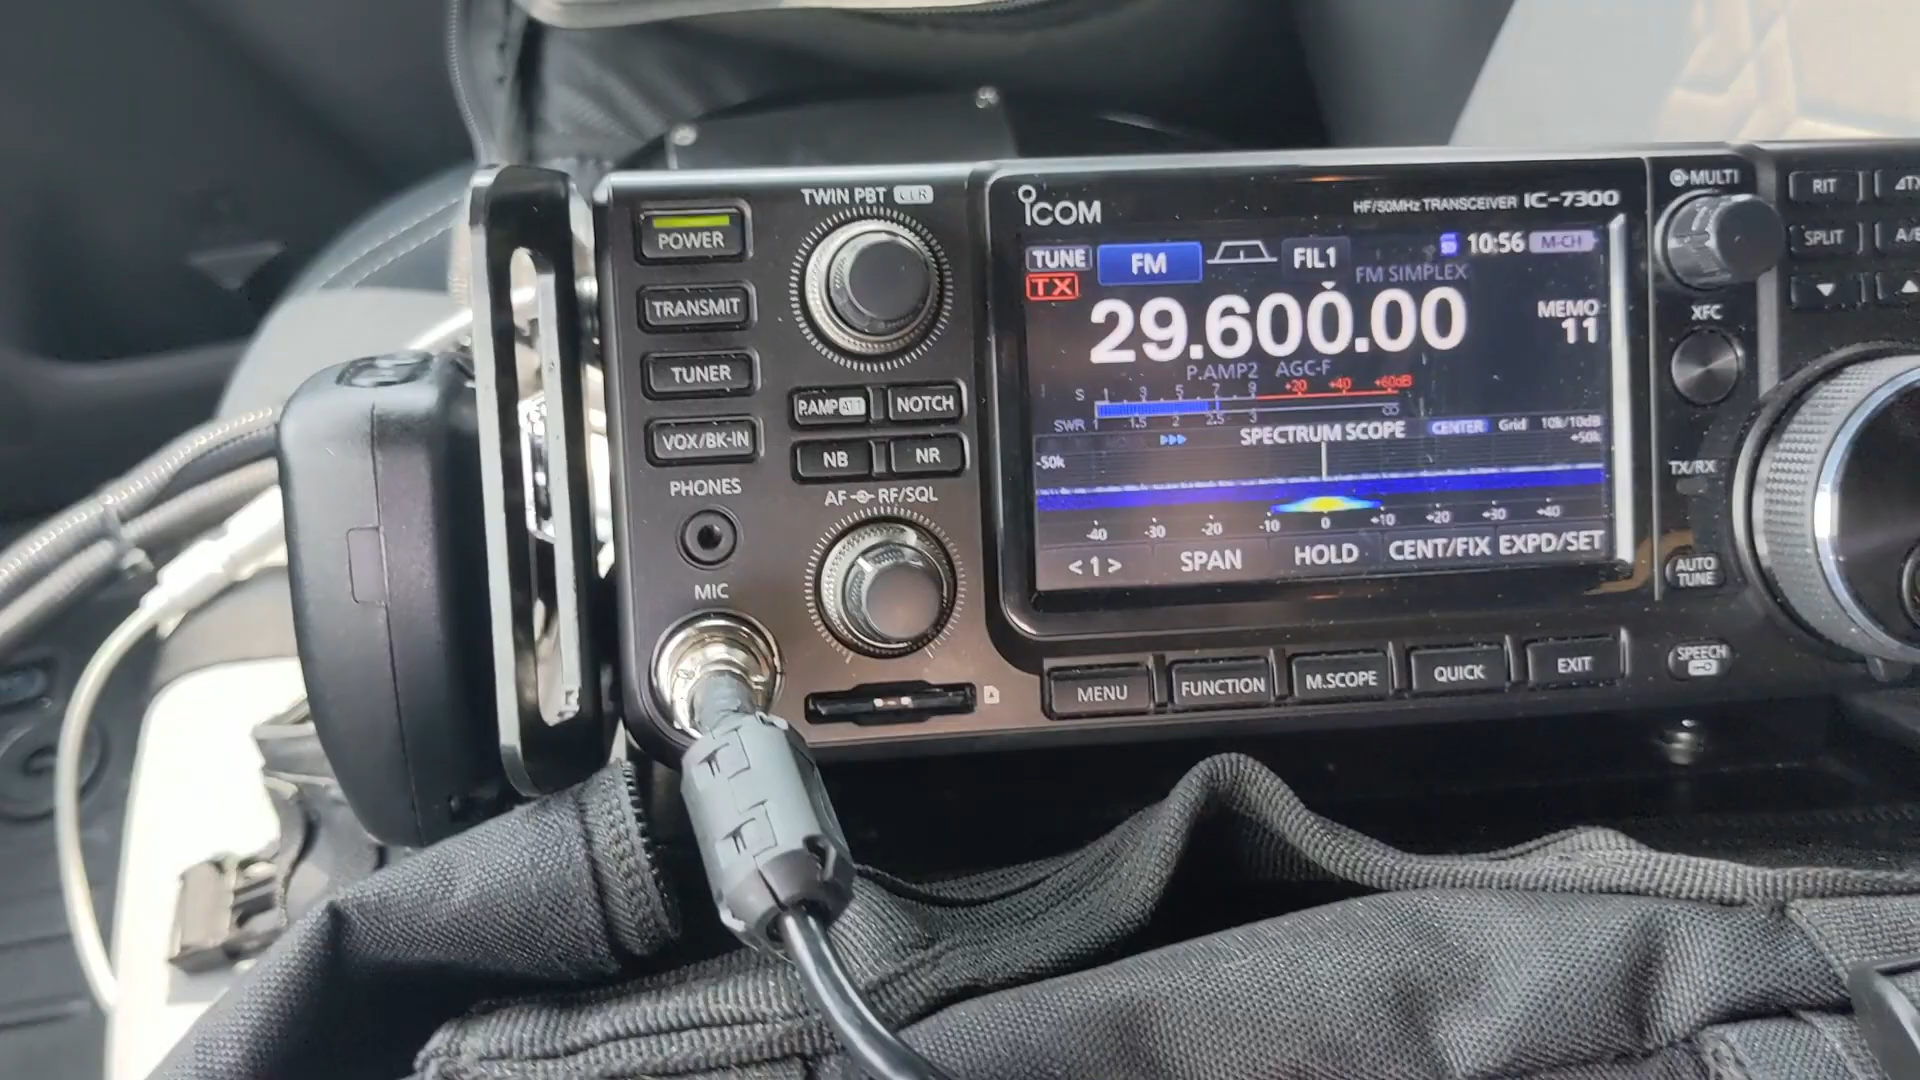 POWER
TRANSMIT
TUNER
VOX/BK-IN
PHONES
MIC
TWIN PBT CLR
P.AMP ATT
NOTCH
NB
NR
AF RF/SQL
ICOM
HF/50MHz TRANSCEIVER IC-7300
TUNE FM FIL1 10:56 M-CH
TX FM SIMPLEX
29.600.00 MEMO
11
P.AMP2 AGC-F
S 1 3 5 7 9 +20 +40 +60dB
SWR 1 1.5 2 2.5 3 ∞
SPECTRUM SCOPE CENTER Grid 10k/10dB
-50k +50k
-40 -30 -20 -10 0 +10 +20 +30 +40
<1> SPAN HOLD CENT/FIX EXPD/SET
MENU
FUNCTION
M.SCOPE
QUICK
EXIT
MULTI
XFC
TX/RX
AUTO
TUNE
SPEECH
RIT
SPLIT